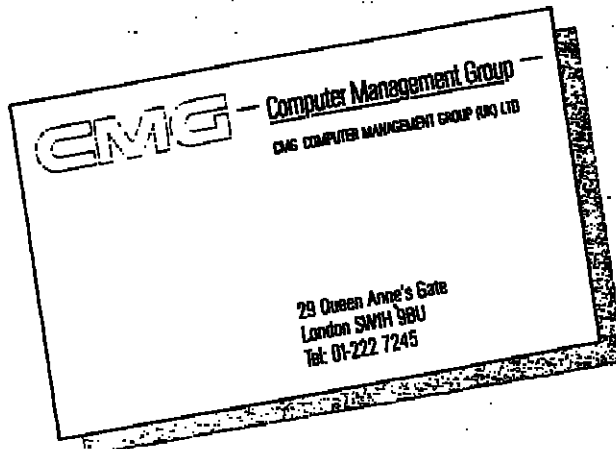 CMG — Computer Management Group —
CMG COMPUTER MANAGEMENT GROUP (UK) LTD
29 Queen Anne's Gate
London SW1H 9BU
Tel: 01-222 7245